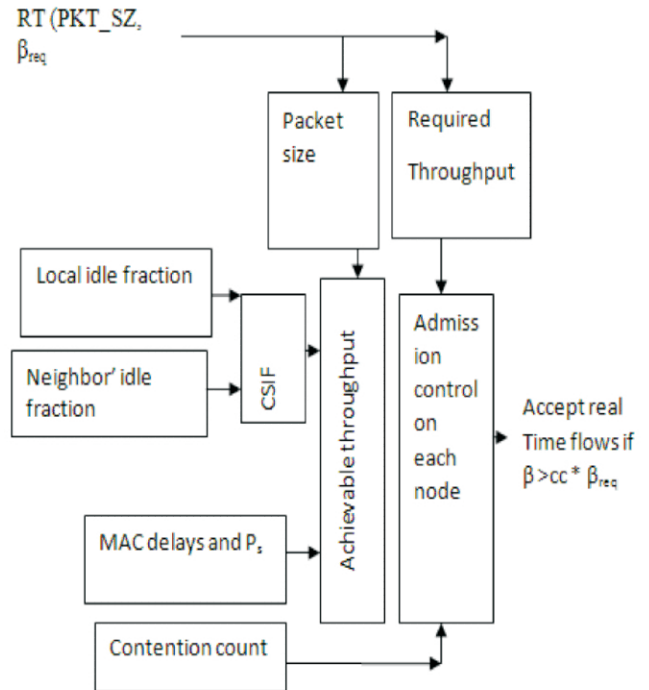 RT (PKT_SZ,
βreq
Packet
size
Required
Throughput
Local idle fraction
Neighbor' idle
fraction
CSIF
Achievable throughput
Admiss
ion
control
on
each
node
Accept real
Time flows if
β >cc * βreq
MAC delays and Ps
Contention count